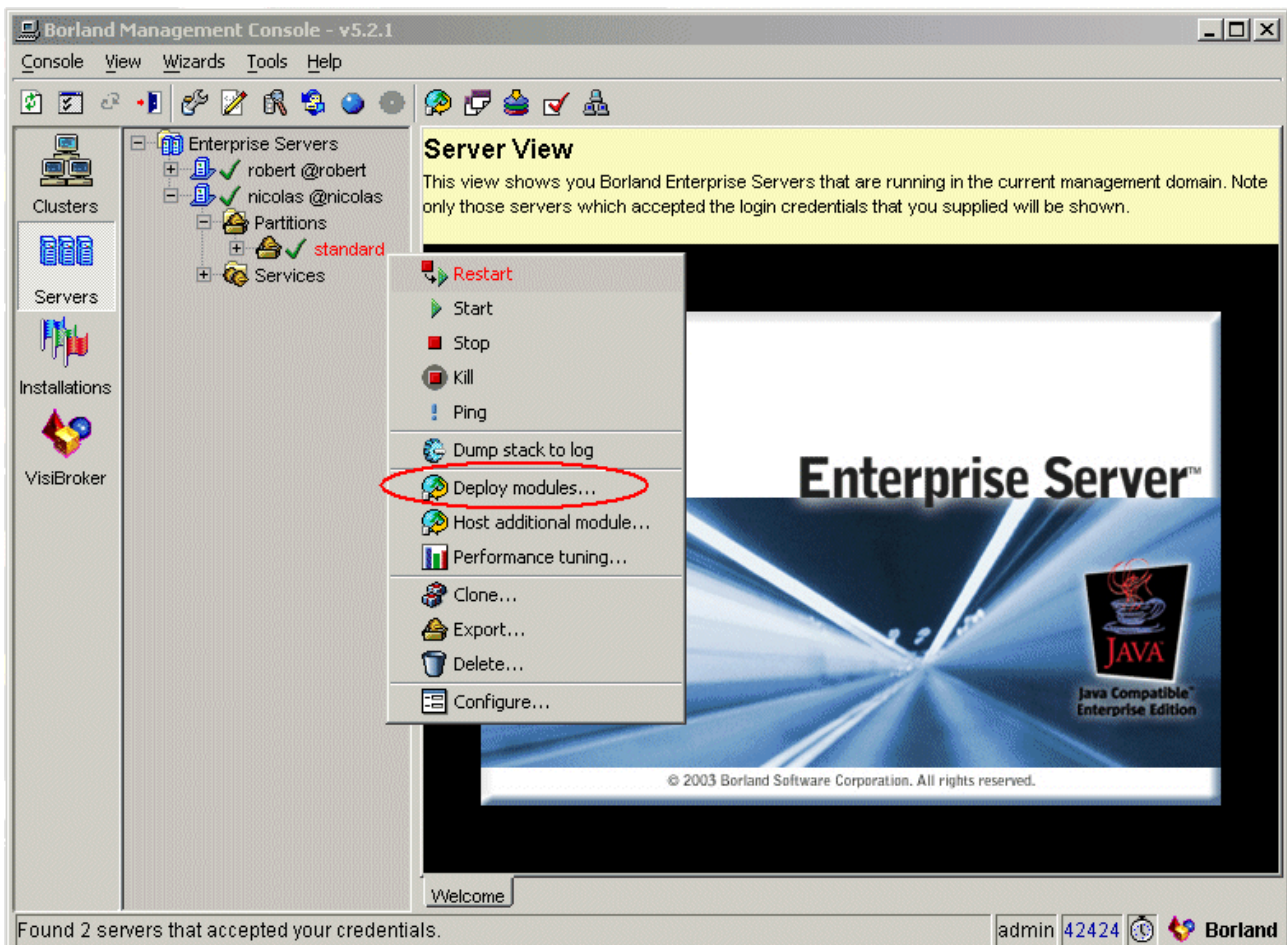 Borland Management Console - v5.2.1
Console View Wizards Tools Help
Clusters
Servers
Installations
VisiBroker
Enterprise Servers
robert @robert
nicolas @nicolas
Partitions
standard
Services
Server View
This view shows you Borland Enterprise Servers that are running in the current management domain. Note
only those servers which accepted the login credentials that you supplied will be shown.
Restart
Start
Stop
Kill
Ping
Dump stack to log
Deploy modules...
Host additional module...
Performance tuning...
Clone...
Export...
Delete...
Configure...
Enterprise Server™
JAVA
Java Compatible™
Enterprise Edition
© 2003 Borland Software Corporation. All rights reserved.
Welcome
Found 2 servers that accepted your credentials.
admin 42424 Borland